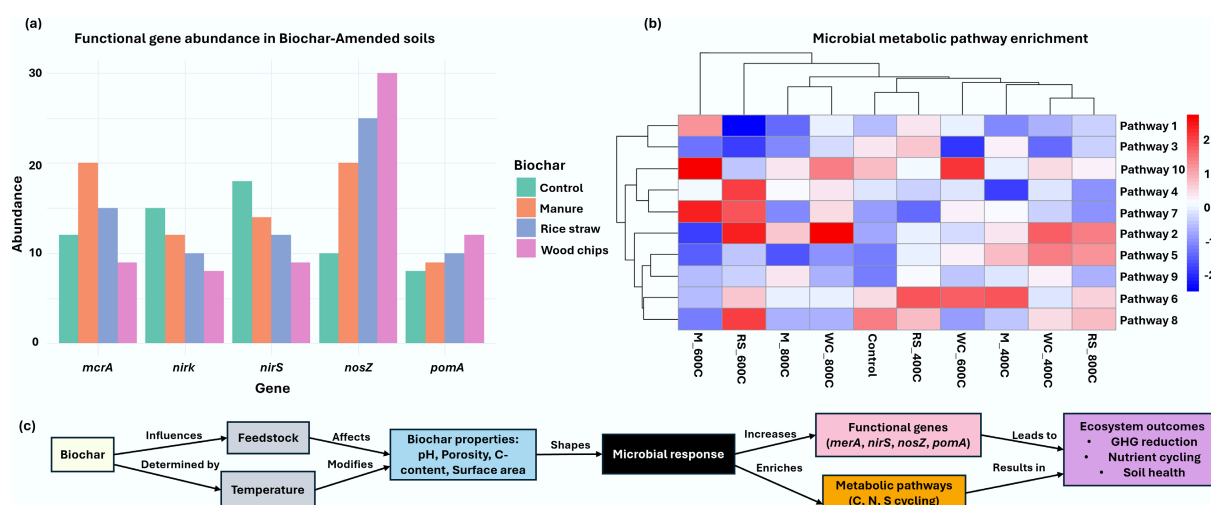 (a)
Functional gene abundance in Biochar-Amended soils
30
20
10
0
Abundance
mcrA
nirk
nirS
nosZ
pomA
Gene
Biochar
Control
Manure
Rice straw
Wood chips
(b)
Microbial metabolic pathway enrichment
Pathway 1
Pathway 3
Pathway 10
Pathway 4
Pathway 7
Pathway 2
Pathway 5
Pathway 9
Pathway 6
Pathway 8
2
1
0
-1
-2
M_600C
RS_600C
M_800C
WC_800C
Control
RS_400C
WC_600C
M_400C
WC_400C
RS_800C
(c)
Biochar
Influences
Determined by
Feedstock
Temperature
Affects
Modifies
Biochar properties:
pH, Porosity, C-
content, Surface area
Shapes
Microbial response
Increases
Enriches
Functional genes
(merA, nirS, nosZ, pomA)
Metabolic pathways
(C, N, S cycling)
Leads to
Results in
Ecosystem outcomes
• GHG reduction
• Nutrient cycling
• Soil health